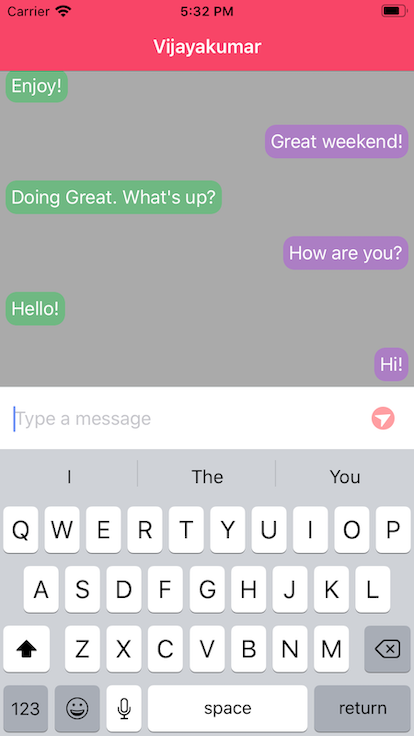 Carrier 5:32 PM
Vijayakumar
Enjoy!
Great weekend!
Doing Great. What's up?
How are you?
Hello!
Hi!
Type a message
I The You
Q W E R T Y U I O P
A S D F G H J K L
Z X C V B N M
123 space return